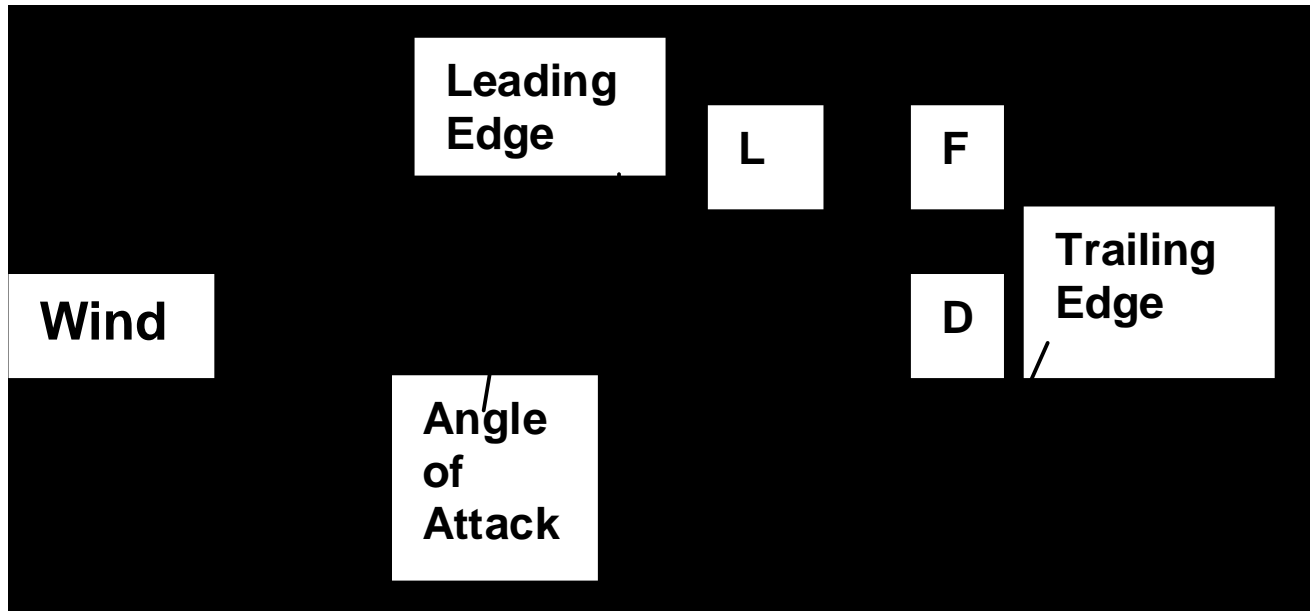 Leading
Edge
L
F
Trailing
Edge
Wind
D
Angle
of
Attack